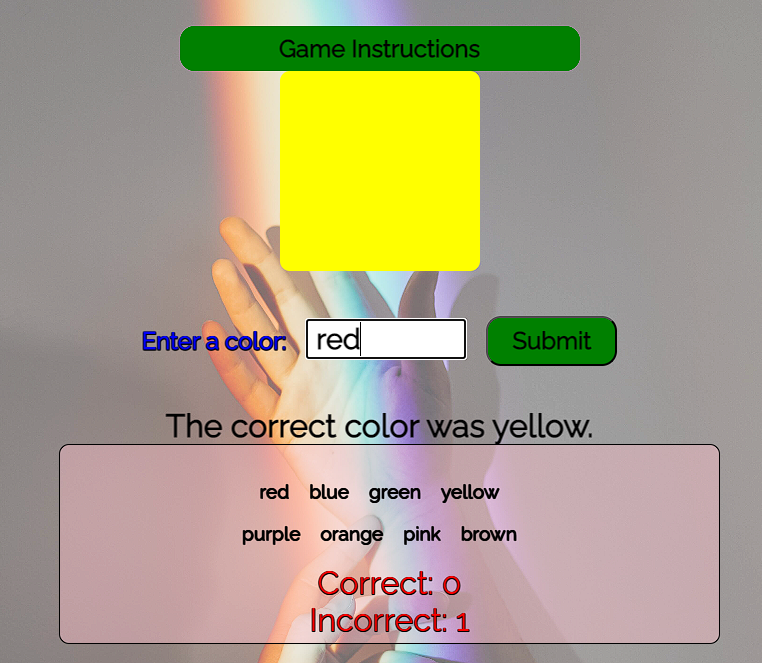 Game Instructions
Enter a color: red Submit
The correct color was yellow.
red blue green yellow
purple orange pink brown
Correct: 0
Incorrect: 1